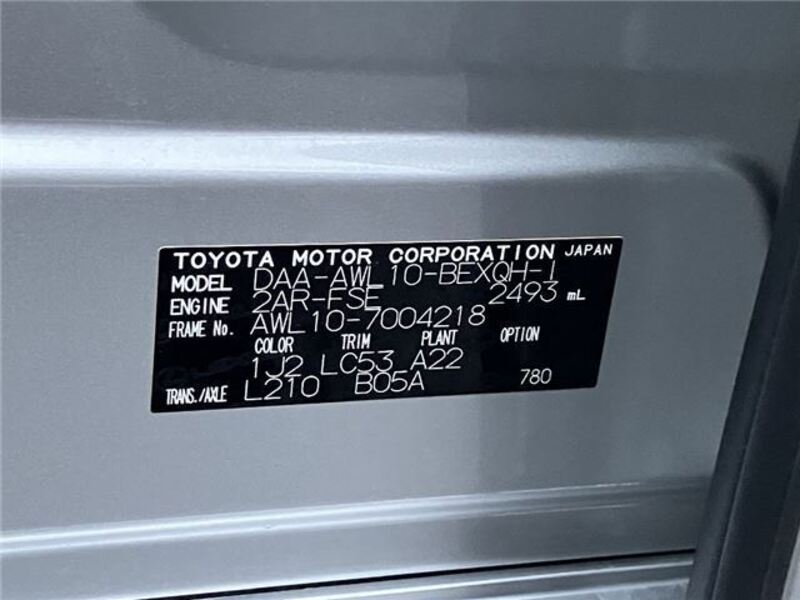 TOYOTA MOTOR CORPORATION JAPAN
MODEL DAA-AWL10-BEXQH-I
ENGINE 2AR-FSE 2493 mL
FRAME No. AWL10-7004218
COLOR TRIM PLANT OPTION
1J2 LC53 A22
TRANS./AXLE L210 B05A 780